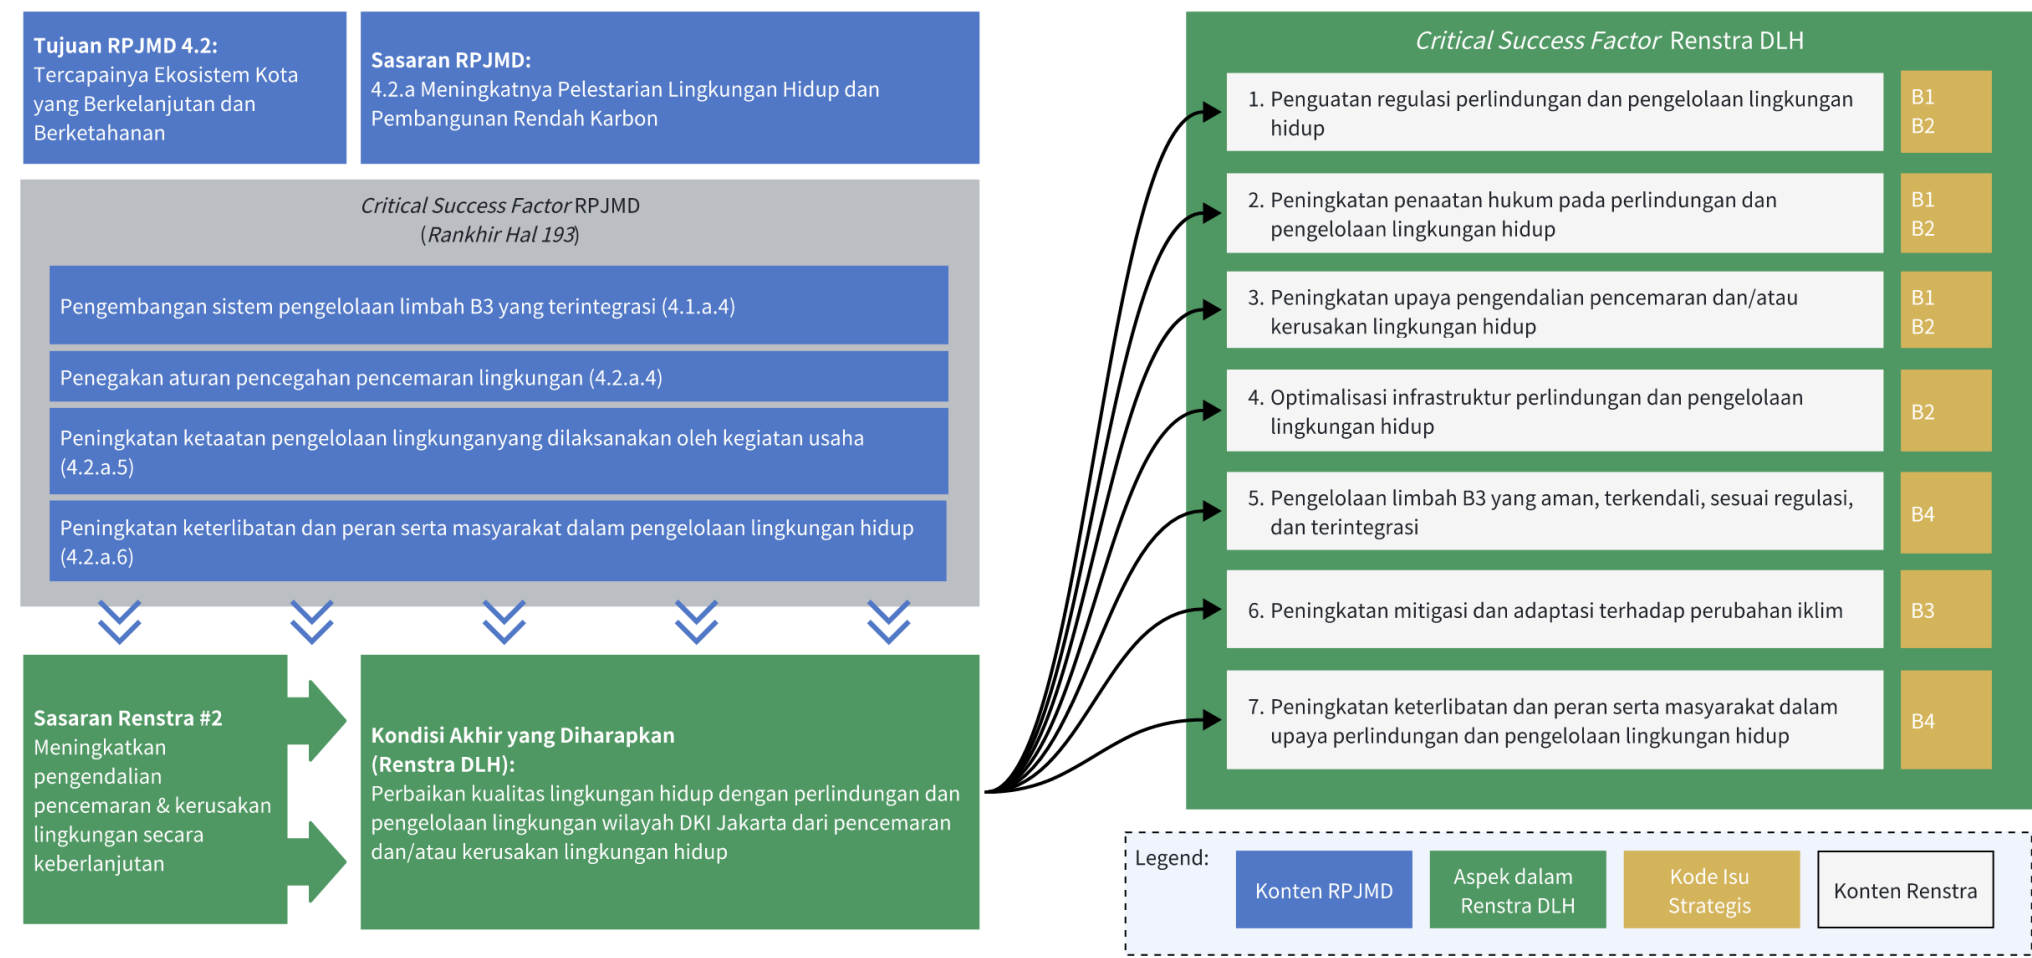 Tujuan RPJMD 4.2:
Tercapainya Ekosistem Kota
yang Berkelanjutan dan
Berketahanan
Sasaran RPJMD:
4.2.a Meningkatnya Pelestarian Lingkungan Hidup dan
Pembangunan Rendah Karbon
Critical Success Factor RPJMD
(Rankhir Hal 193)
Pengembangan sistem pengelolaan limbah B3 yang terintegrasi (4.1.a.4)
Penegakan aturan pencegahan pencemaran lingkungan (4.2.a.4)
Peningkatan ketaatan pengelolaan lingkunganyang dilaksanakan oleh kegiatan usaha
(4.2.a.5)
Peningkatan keterlibatan dan peran serta masyarakat dalam pengelolaan lingkungan hidup
(4.2.a.6)
Sasaran Renstra #2
Meningkatkan
pengendalian
pencemaran & kerusakan
lingkungan secara
keberlanjutan
Kondisi Akhir yang Diharapkan
(Renstra DLH):
Perbaikan kualitas lingkungan hidup dengan perlindungan dan
pengelolaan lingkungan wilayah DKI Jakarta dari pencemaran
dan/atau kerusakan lingkungan hidup
Critical Success Factor Renstra DLH
1. Penguatan regulasi perlindungan dan pengelolaan lingkungan
hidup
B1
B2
2. Peningkatan penaatan hukum pada perlindungan dan
pengelolaan lingkungan hidup
B1
B2
3. Peningkatan upaya pengendalian pencemaran dan/atau
kerusakan lingkungan hidup
B1
B2
4. Optimalisasi infrastruktur perlindungan dan pengelolaan
lingkungan hidup
B2
5. Pengelolaan limbah B3 yang aman, terkendali, sesuai regulasi,
dan terintegrasi
B4
6. Peningkatan mitigasi dan adaptasi terhadap perubahan iklim
B3
7. Peningkatan keterlibatan dan peran serta masyarakat dalam
upaya perlindungan dan pengelolaan lingkungan hidup
B4
Legend:
Konten RPJMD
Aspek dalam
Renstra DLH
Kode Isu
Strategis
Konten Renstra